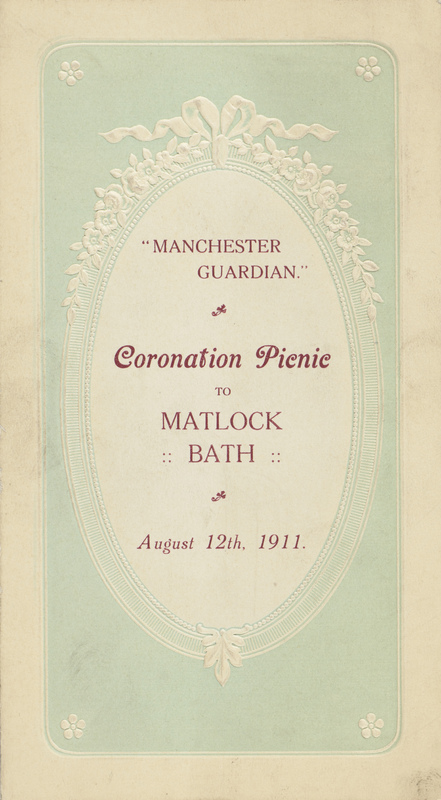 "MANCHESTER
GUARDIAN."
Coronation Picnic
TO
MATLOCK
:: BATH ::
August 12th, 1911.